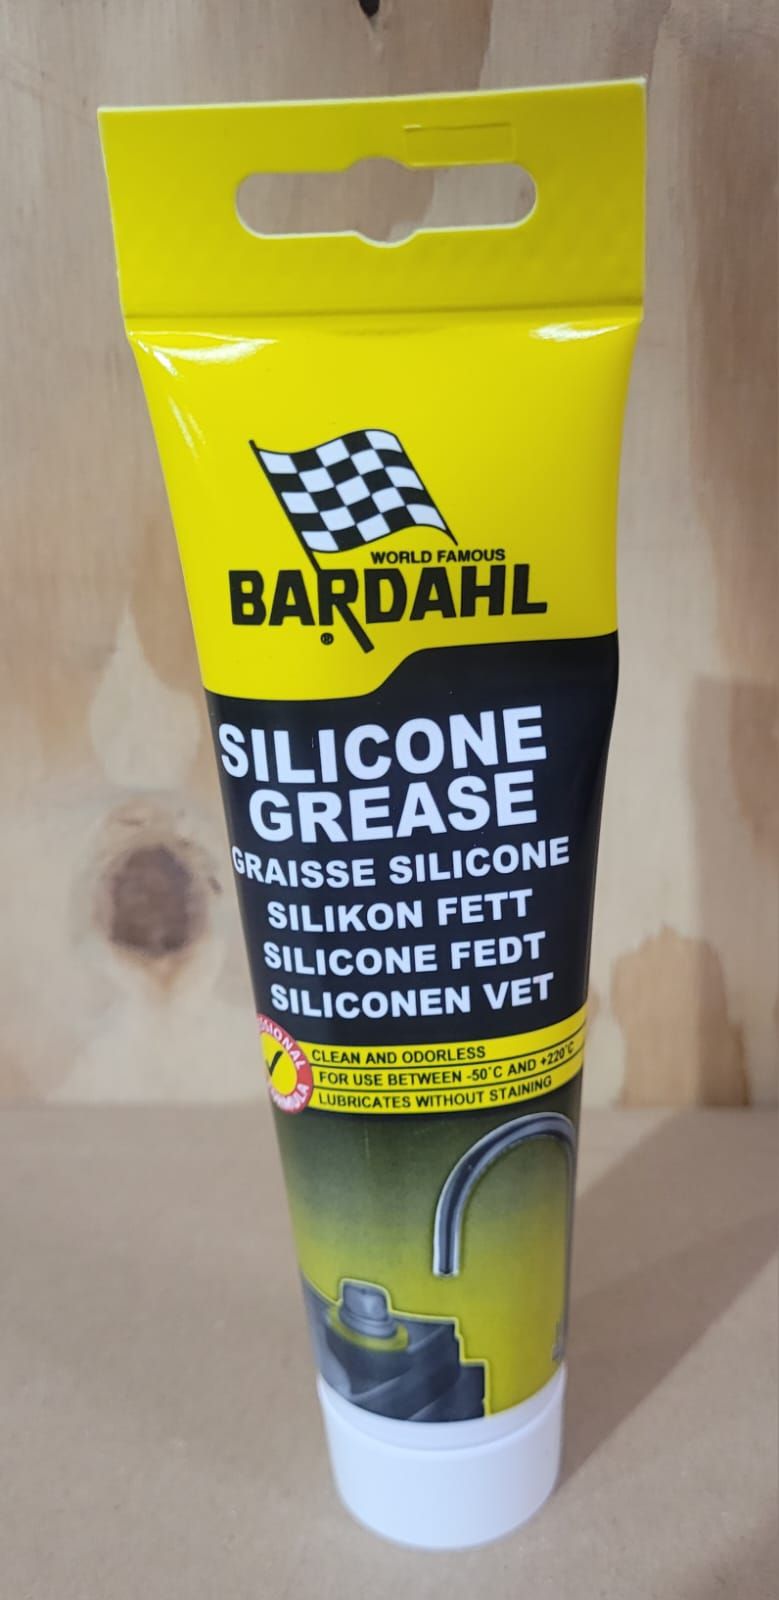 WORLD FAMOUS
BARDAHL
®
SILICONE
GREASE
GRAISSE SILICONE
SILIKON FETT
SILICONE FEDT
SILICONEN VET
CLEAN AND ODORLESS
FOR USE BETWEEN -50°C AND +220°C
LUBRICATES WITHOUT STAINING